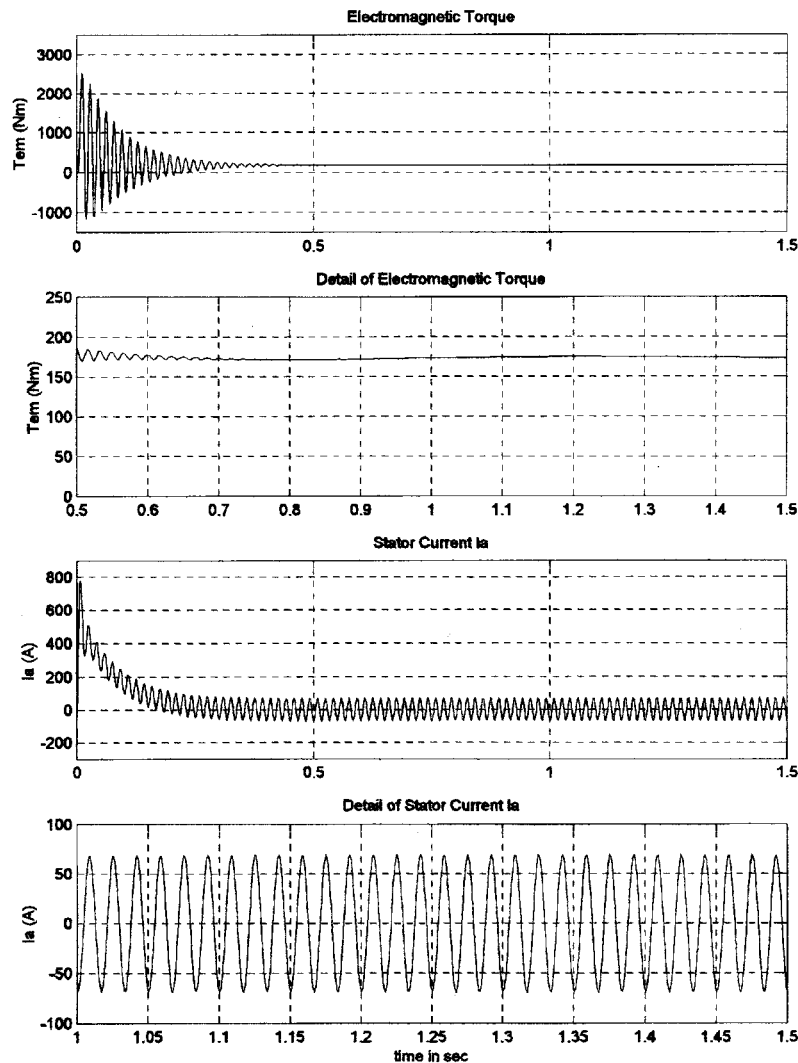 Electromagnetic Torque
Tem (Nm)
3000
2000
1000
0
-1000
0 0.5 1 1.5
Detail of Electromagnetic Torque
Tem (Nm)
250
200
150
100
50
0
0.5 0.6 0.7 0.8 0.9 1 1.1 1.2 1.3 1.4 1.5
Stator Current Ia
Ia (A)
800
600
400
200
0
-200
0 0.5 1 1.5
Detail of Stator Current Ia
Ia (A)
100
50
0
-50
-100
1 1.05 1.1 1.15 1.2 1.25 1.3 1.35 1.4 1.45 1.5
time in sec